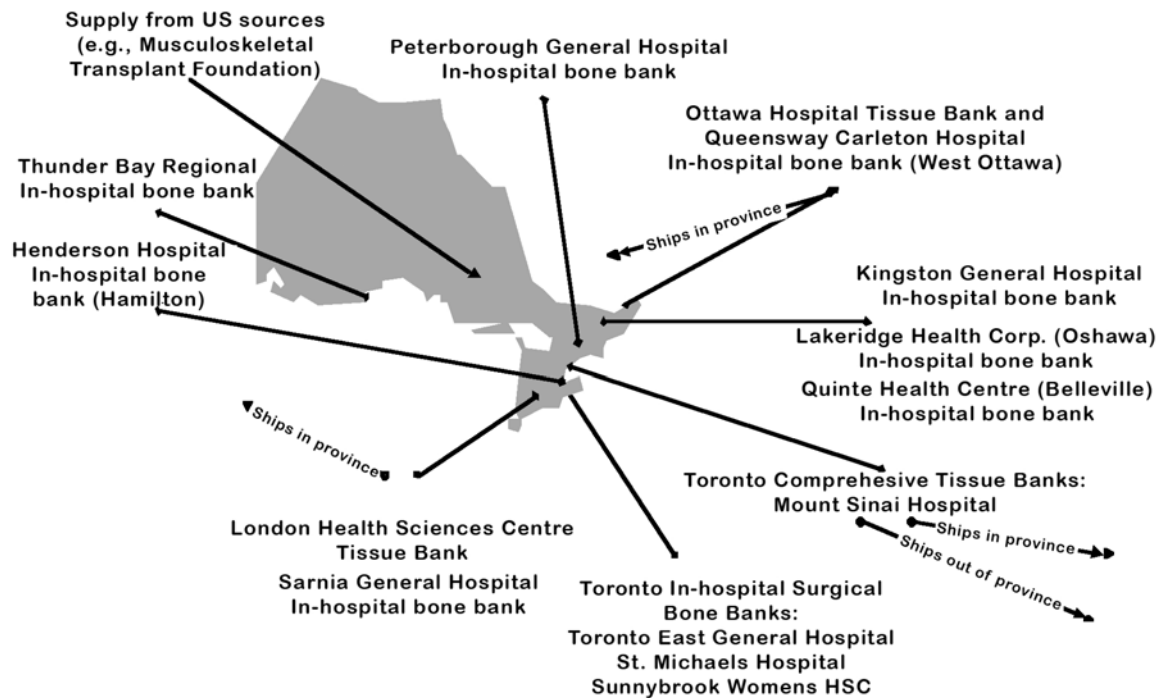 Supply from US sources
(e.g., Musculoskeletal
Transplant Foundation)
Peterborough General Hospital
In-hospital bone bank
Ottawa Hospital Tissue Bank and
Queensway Carleton Hospital
In-hospital bone bank (West Ottawa)
Thunder Bay Regional
In-hospital bone bank
Ships in province
Henderson Hospital
In-hospital bone
bank (Hamilton)
Kingston General Hospital
In-hospital bone bank
Lakeridge Health Corp. (Oshawa)
In-hospital bone bank
Quinte Health Centre (Belleville)
In-hospital bone bank
Ships in province
Toronto Comprehesive Tissue Banks:
Mount Sinai Hospital
Ships in province
Ships out of province
London Health Sciences Centre
Tissue Bank
Sarnia General Hospital
In-hospital bone bank
Toronto In-hospital Surgical
Bone Banks:
Toronto East General Hospital
St. Michaels Hospital
Sunnybrook Womens HSC